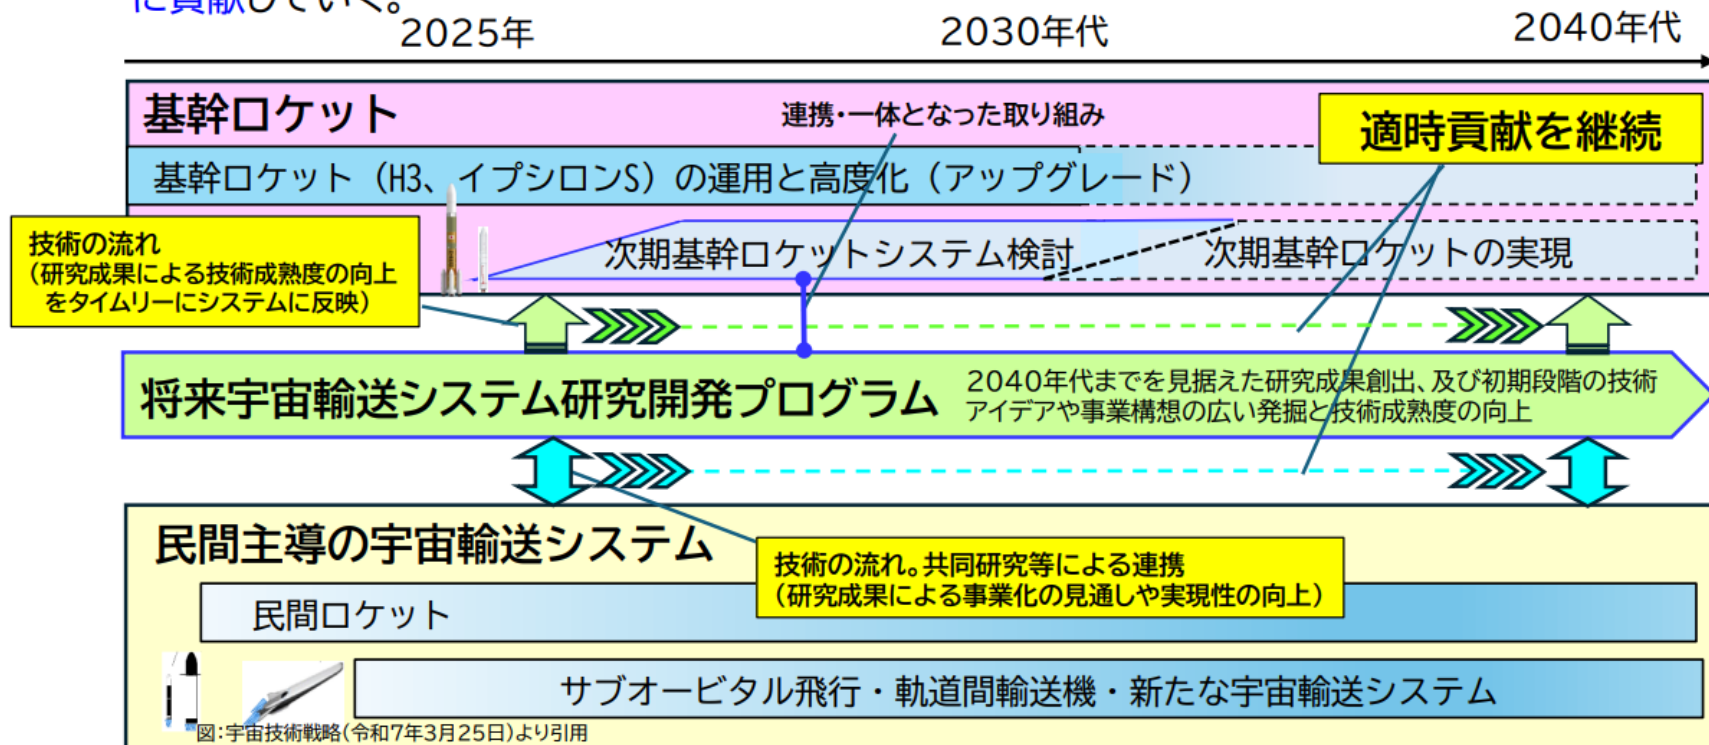 に貢献していく。
2025年
2030年代
2040年代
基幹ロケット
連携・一体となった取り組み
適時貢献を継続
基幹ロケット（H3、イプシロンS）の運用と高度化（アップグレード）
技術の流れ
（研究成果による技術成熟度の向上
をタイムリーにシステムに反映）
次期基幹ロケットシステム検討
次期基幹ロケットの実現
将来宇宙輸送システム研究開発プログラム
2040年代までを見据えた研究成果創出、及び初期段階の技術
アイデアや事業構想の広い発掘と技術成熟度の向上
民間主導の宇宙輸送システム
技術の流れ。共同研究等による連携
（研究成果による事業化の見通しや実現性の向上）
民間ロケット
サブオービタル飛行・軌道間輸送機・新たな宇宙輸送システム
図：宇宙技術戦略（令和7年3月25日）より引用